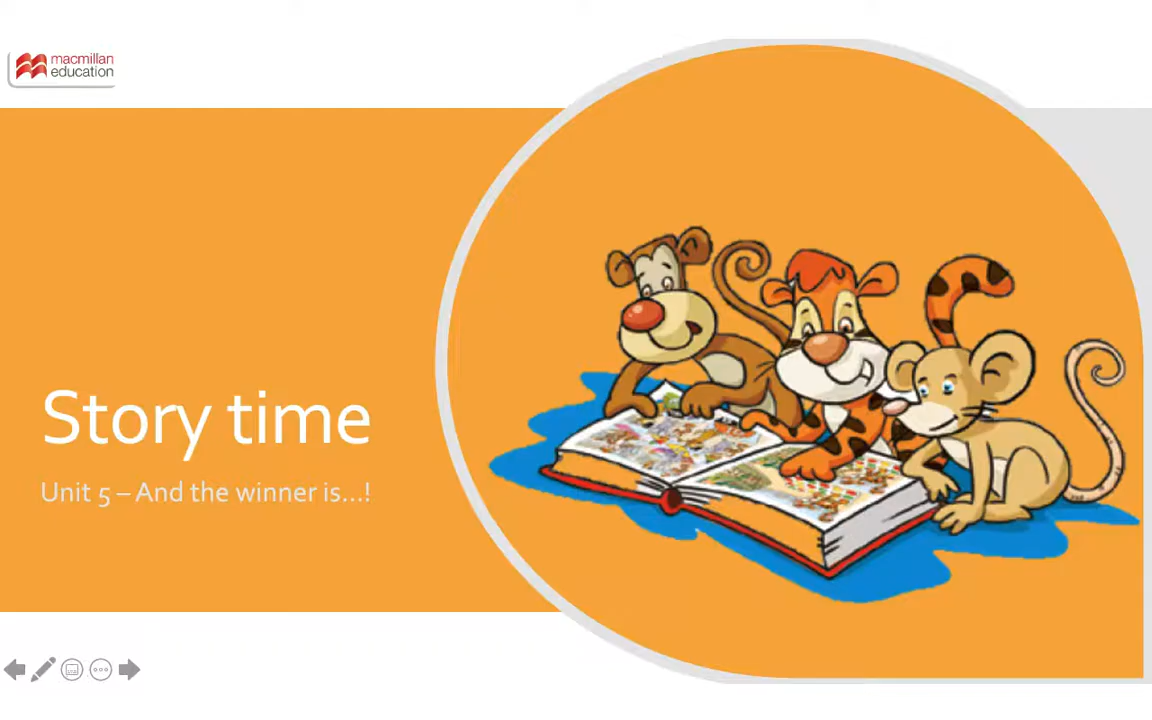 macmillan
education
Story time
Unit 5 – And the winner is...!